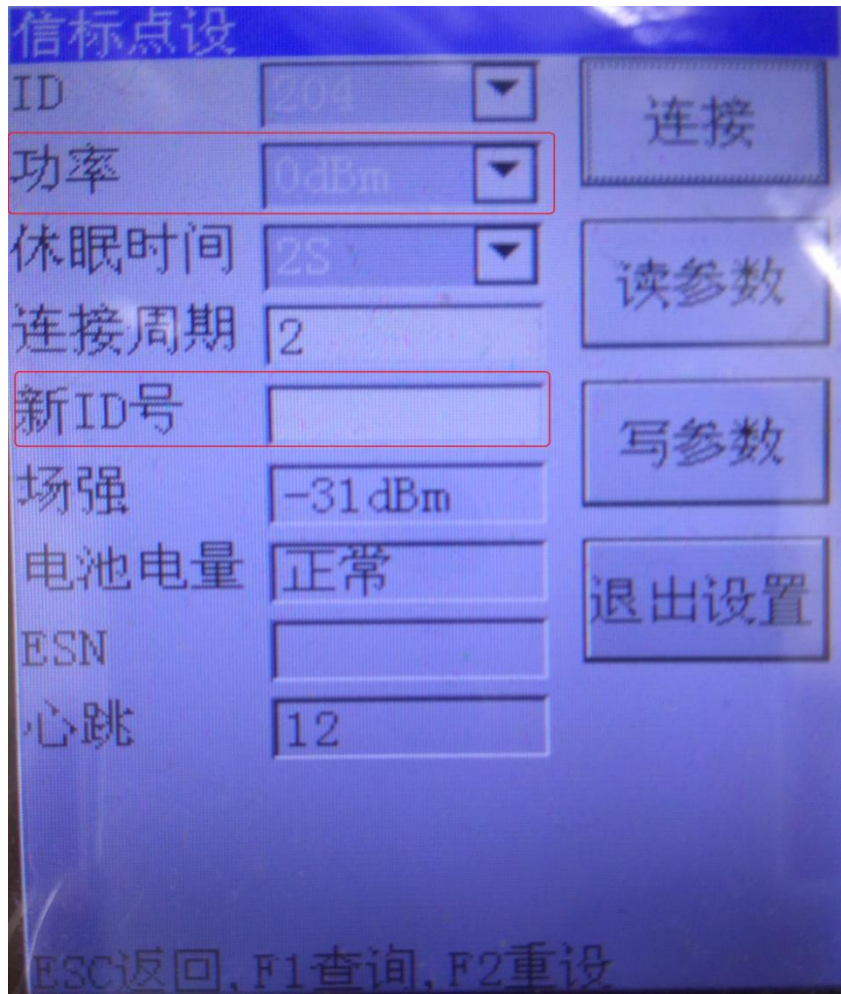 信标点设
ID 204 连接
功率 0dBm
休眠时间 2S 读参数
连接周期 2
新ID号 写参数
场强 -31dBm
电池电量 正常 退出设置
ESN
心跳 12
ESC返回,F1查询,F2重设